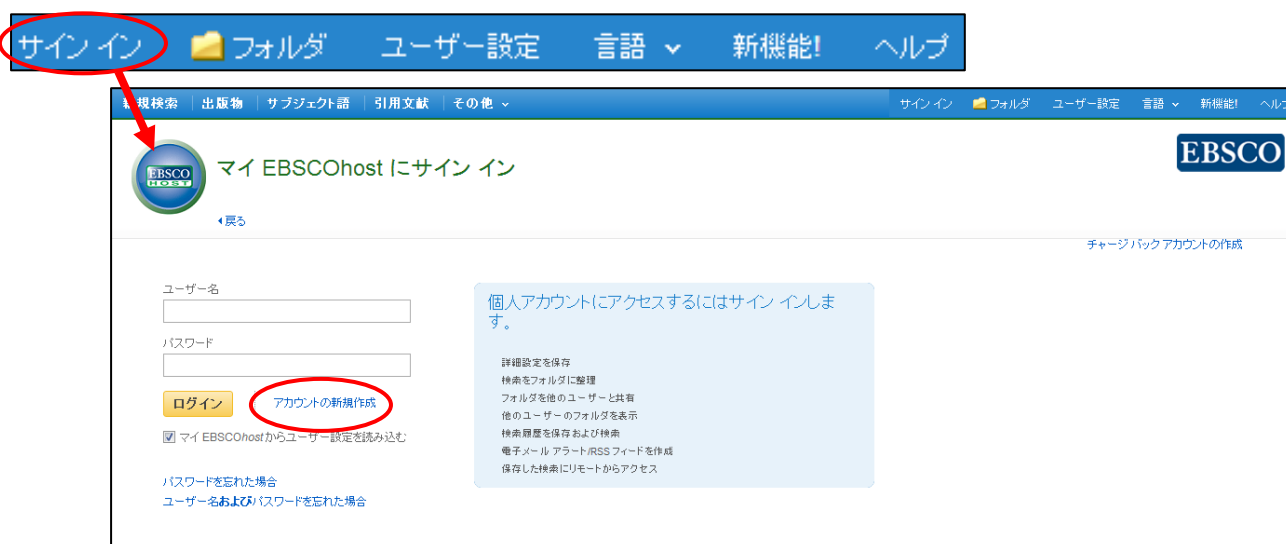 サイン イン フォルダ ユーザー設定 言語 新機能! ヘルプ
新規検索 出版物 サブジェクト語 引用文献 その他 サイン イン フォルダ ユーザー設定 言語 新機能!
EBSCO
HOST
マイ EBSCOhost にサイン イン
EBSCO
戻る
チャージ バック アカウントの作成
ユーザー名
パスワード
ログイン アカウントの新規作成
マイ EBSCOhostからユーザー設定を読み込む
パスワードを忘れた場合
ユーザー名およびパスワードを忘れた場合
個人アカウントにアクセスするにはサイン インしま
す。
詳細設定を保存
検索をフォルダに整理
フォルダを他のユーザーと共有
他のユーザーのフォルダを表示
検索履歴を保存および検索
電子メール アラート/RSS フィードを作成
保存した検索にリモートからアクセス